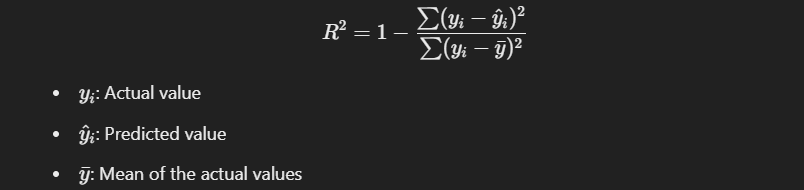 R² = 1 − ∑(yᵢ − ŷᵢ)² / ∑(yᵢ − ȳ)²
• yᵢ: Actual value
• ŷᵢ: Predicted value
• ȳ: Mean of the actual values